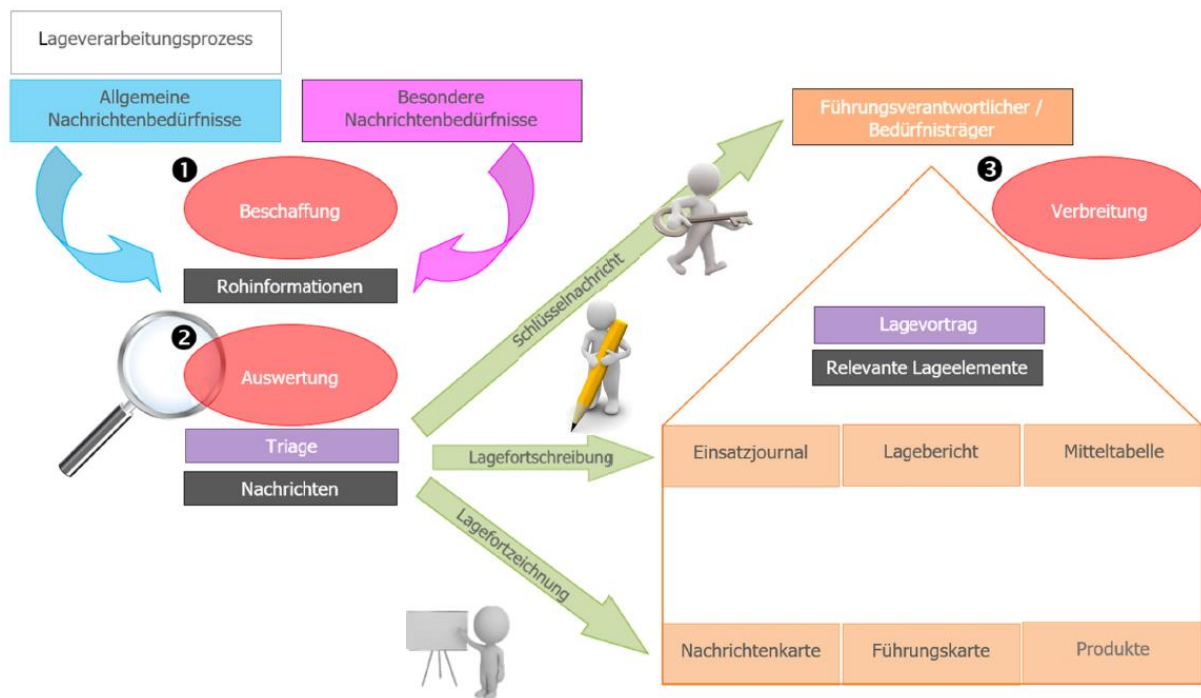 Lageverarbeitungsprozess
Allgemeine
Nachrichtenbedürfnisse
Besondere
Nachrichtenbedürfnisse
❶
Beschaffung
Rohinformationen
❷
Auswertung
Triage
Nachrichten
Schlüsselnachricht
Lagefortschreibung
Lagefortzeichnung
Führungsverantwortlicher /
Bedürfnisträger
❸
Verbreitung
Lagevortrag
Relevante Lageelemente
Einsatzjournal
Lagebericht
Mitteltabelle
Nachrichtenkarte
Führungskarte
Produkte